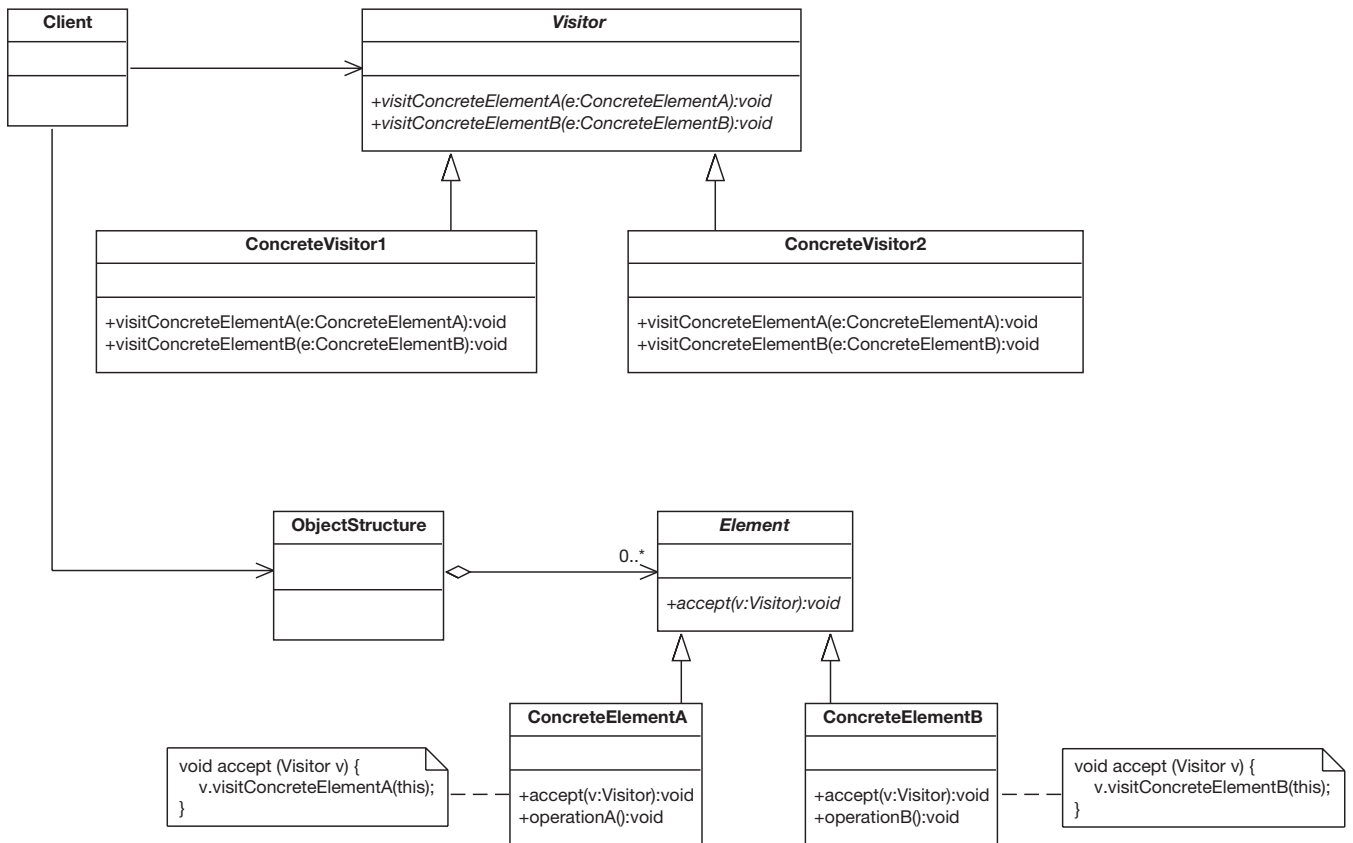 Client
Visitor
+visitConcreteElementA(e:ConcreteElementA):void
+visitConcreteElementB(e:ConcreteElementB):void
ConcreteVisitor1
+visitConcreteElementA(e:ConcreteElementA):void
+visitConcreteElementB(e:ConcreteElementB):void
ConcreteVisitor2
+visitConcreteElementA(e:ConcreteElementA):void
+visitConcreteElementB(e:ConcreteElementB):void
ObjectStructure
0..*
Element
+accept(v:Visitor):void
ConcreteElementA
+accept(v:Visitor):void
+operationA():void
ConcreteElementB
+accept(v:Visitor):void
+operationB():void
void accept (Visitor v) {
v.visitConcreteElementA(this);
}
void accept (Visitor v) {
v.visitConcreteElementB(this);
}